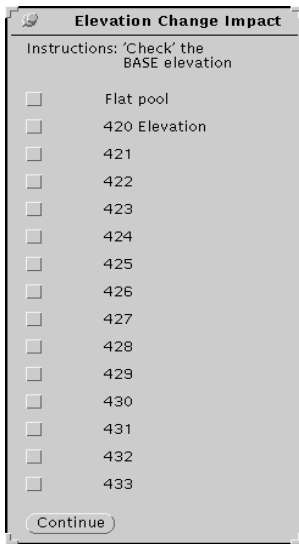 Elevation Change Impact
Instructions: 'Check' the
BASE elevation
Flat pool
420 Elevation
421
422
423
424
425
426
427
428
429
430
431
432
433
Continue